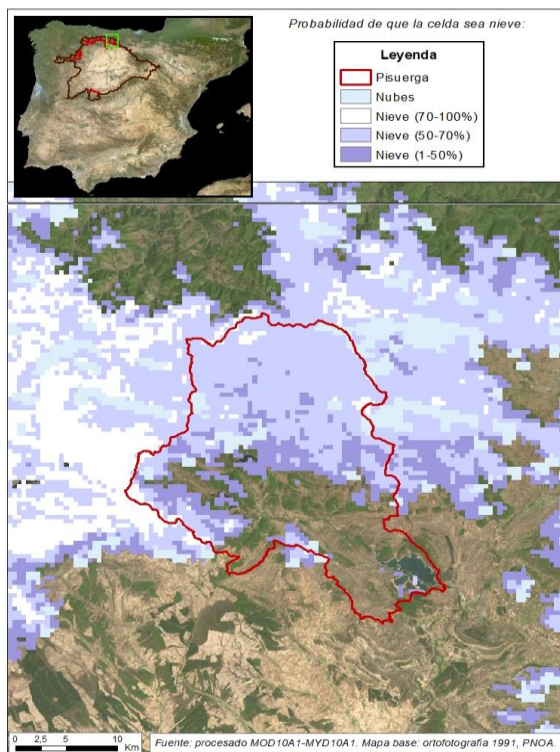 Probabilidad de que la celda sea nieve:
Leyenda
Pisuerga
Nubes
Nieve (70-100%)
Nieve (50-70%)
Nieve (1-50%)
0 2,5 5 10
Km
Fuente: procesado MOD10A1-MYD10A1. Mapa base: ortofotografia 1991, PNOA